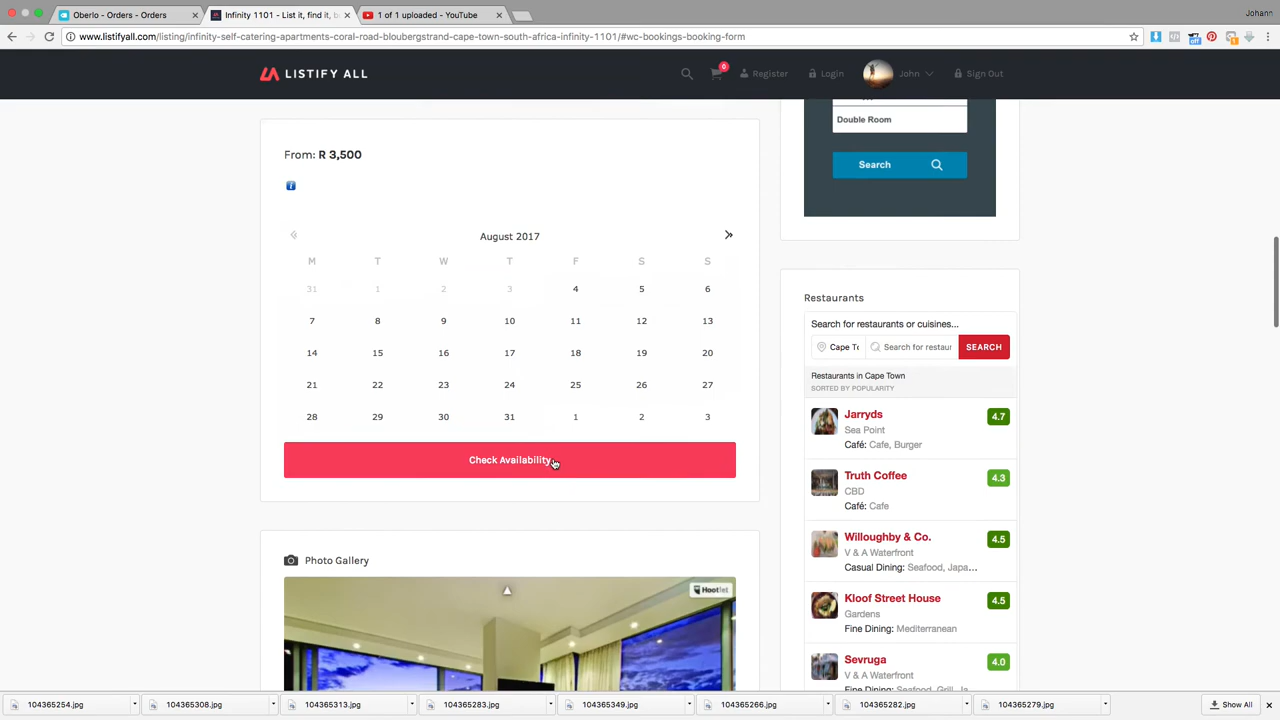 Oberlo - Orders - Orders
Infinity 1101 - List it, find it, b
1 of 1 uploaded - YouTube
Johann
www.listifyall.com/listing/infinity-self-catering-apartments-coral-road-bloubergstrand-cape-town-south-africa-infinity-1101/#wc-bookings-booking-form
LISTIFY ALL
0
Register
Login
John
Sign Out
Double Room
Search
From: R 3,500
August 2017
M T W T F S S
31 1 2 3 4 5 6
7 8 9 10 11 12 13
14 15 16 17 18 19 20
21 22 23 24 25 26 27
28 29 30 31 1 2 3
Check Availability
Photo Gallery
Hootlet
Restaurants
Search for restaurants or cuisines...
Cape To
Search for restaur
SEARCH
Restaurants in Cape Town
SORTED BY POPULARITY
Jarryds 4.7
Sea Point
Café: Cafe, Burger
Truth Coffee 4.3
CBD
Café: Cafe
Willoughby & Co. 4.5
V & A Waterfront
Casual Dining: Seafood, Japa...
Kloof Street House 4.5
Gardens
Fine Dining: Mediterranean
Sevruga 4.0
V & A Waterfront
104365254.jpg
104365308.jpg
104365313.jpg
104365283.jpg
104365349.jpg
104365266.jpg
104365282.jpg
104365279.jpg
Show All